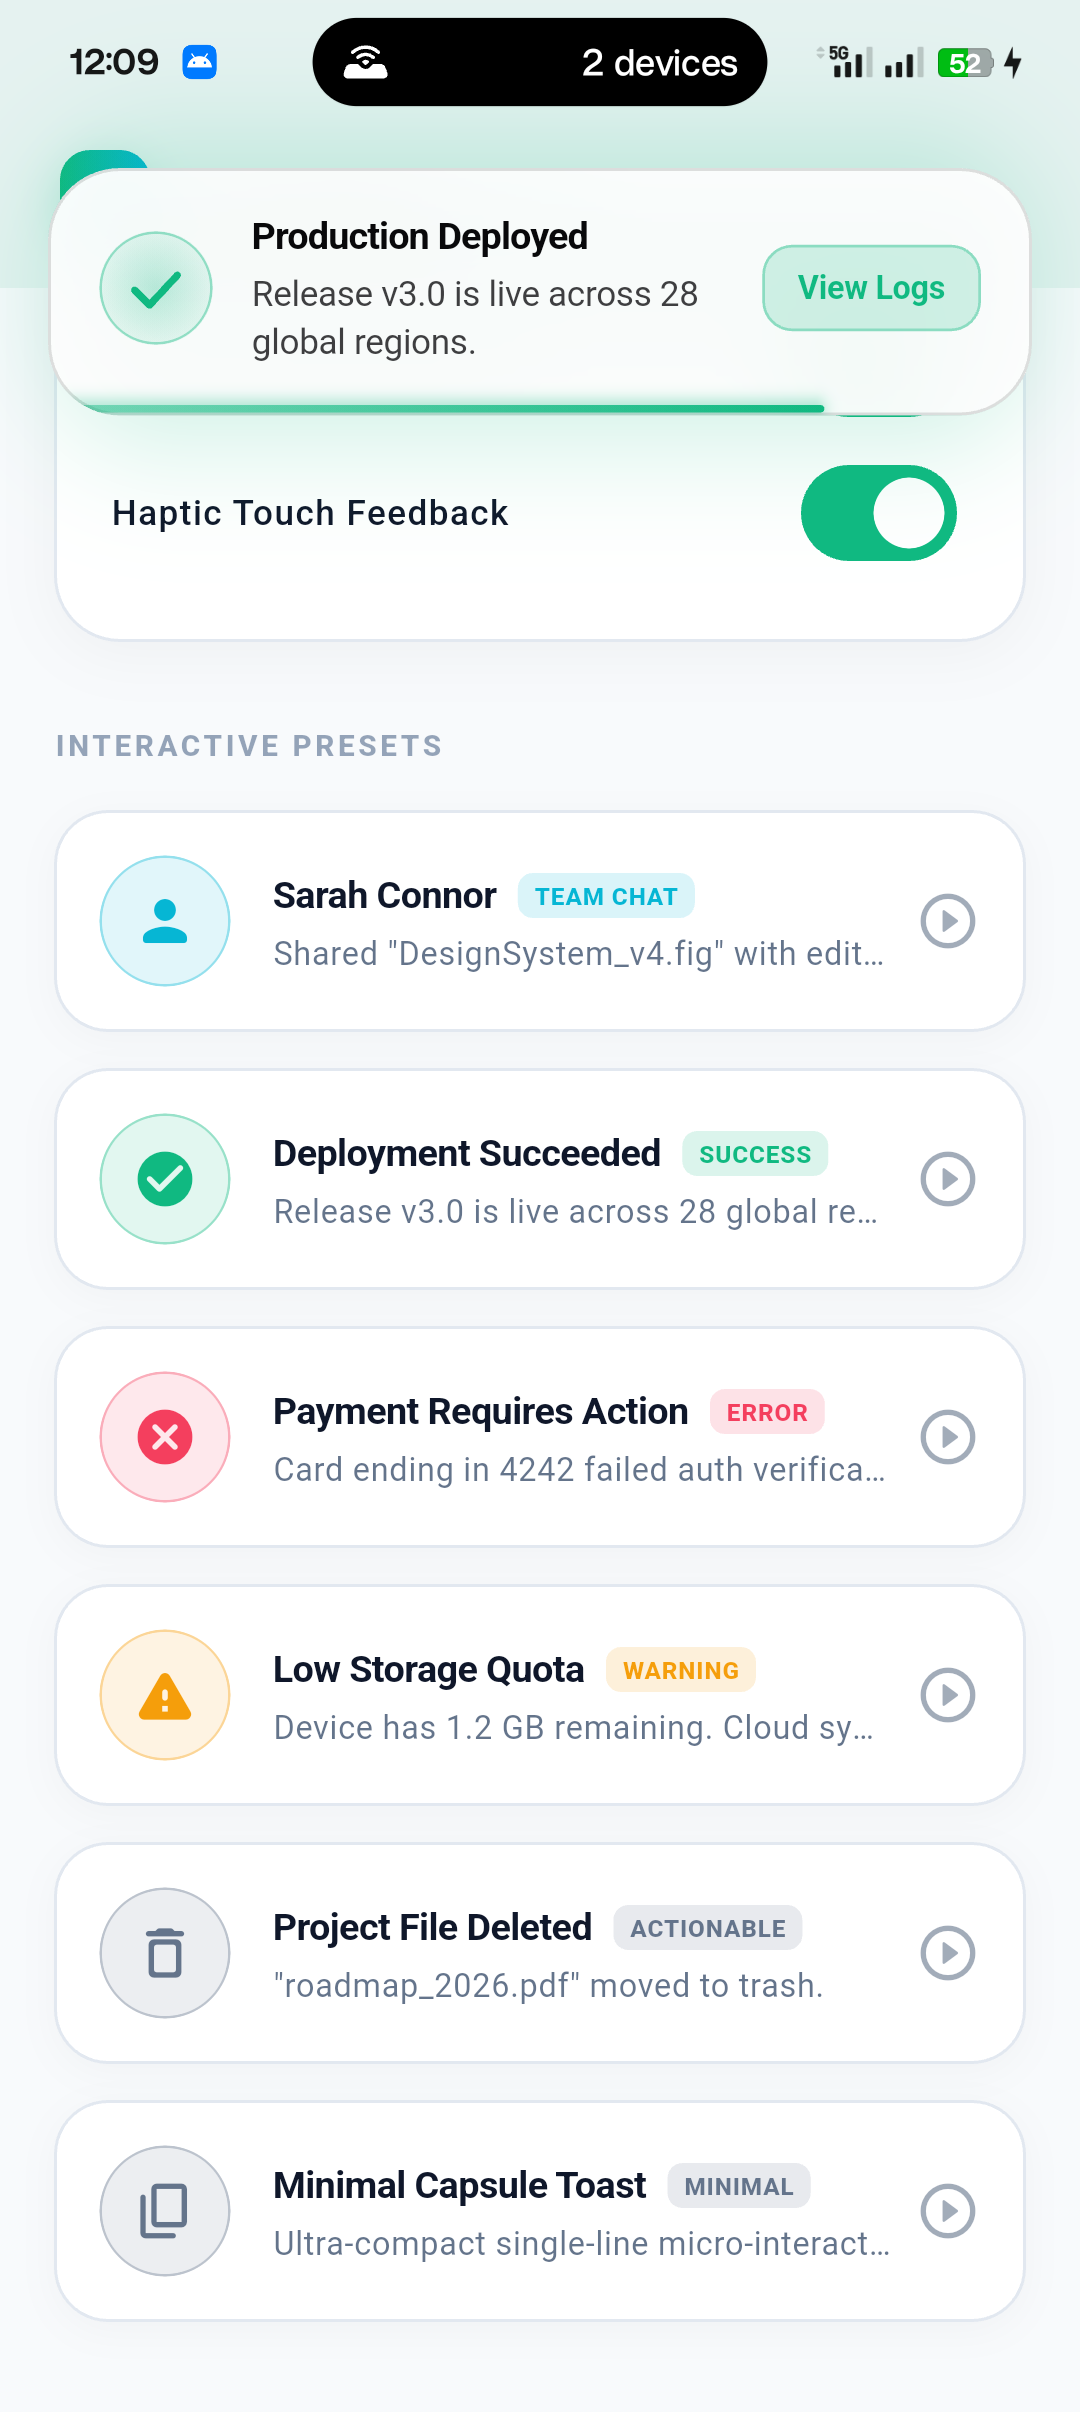 12:09
2 devices
5G
52
Production Deployed
Release v3.0 is live across 28
global regions.
View Logs
Haptic Touch Feedback
INTERACTIVE PRESETS
Sarah Connor TEAM CHAT
Shared "DesignSystem_v4.fig" with edit...
Deployment Succeeded SUCCESS
Release v3.0 is live across 28 global re...
Payment Requires Action ERROR
Card ending in 4242 failed auth verifica...
Low Storage Quota WARNING
Device has 1.2 GB remaining. Cloud sy...
Project File Deleted ACTIONABLE
"roadmap_2026.pdf" moved to trash.
Minimal Capsule Toast MINIMAL
Ultra-compact single-line micro-interact...